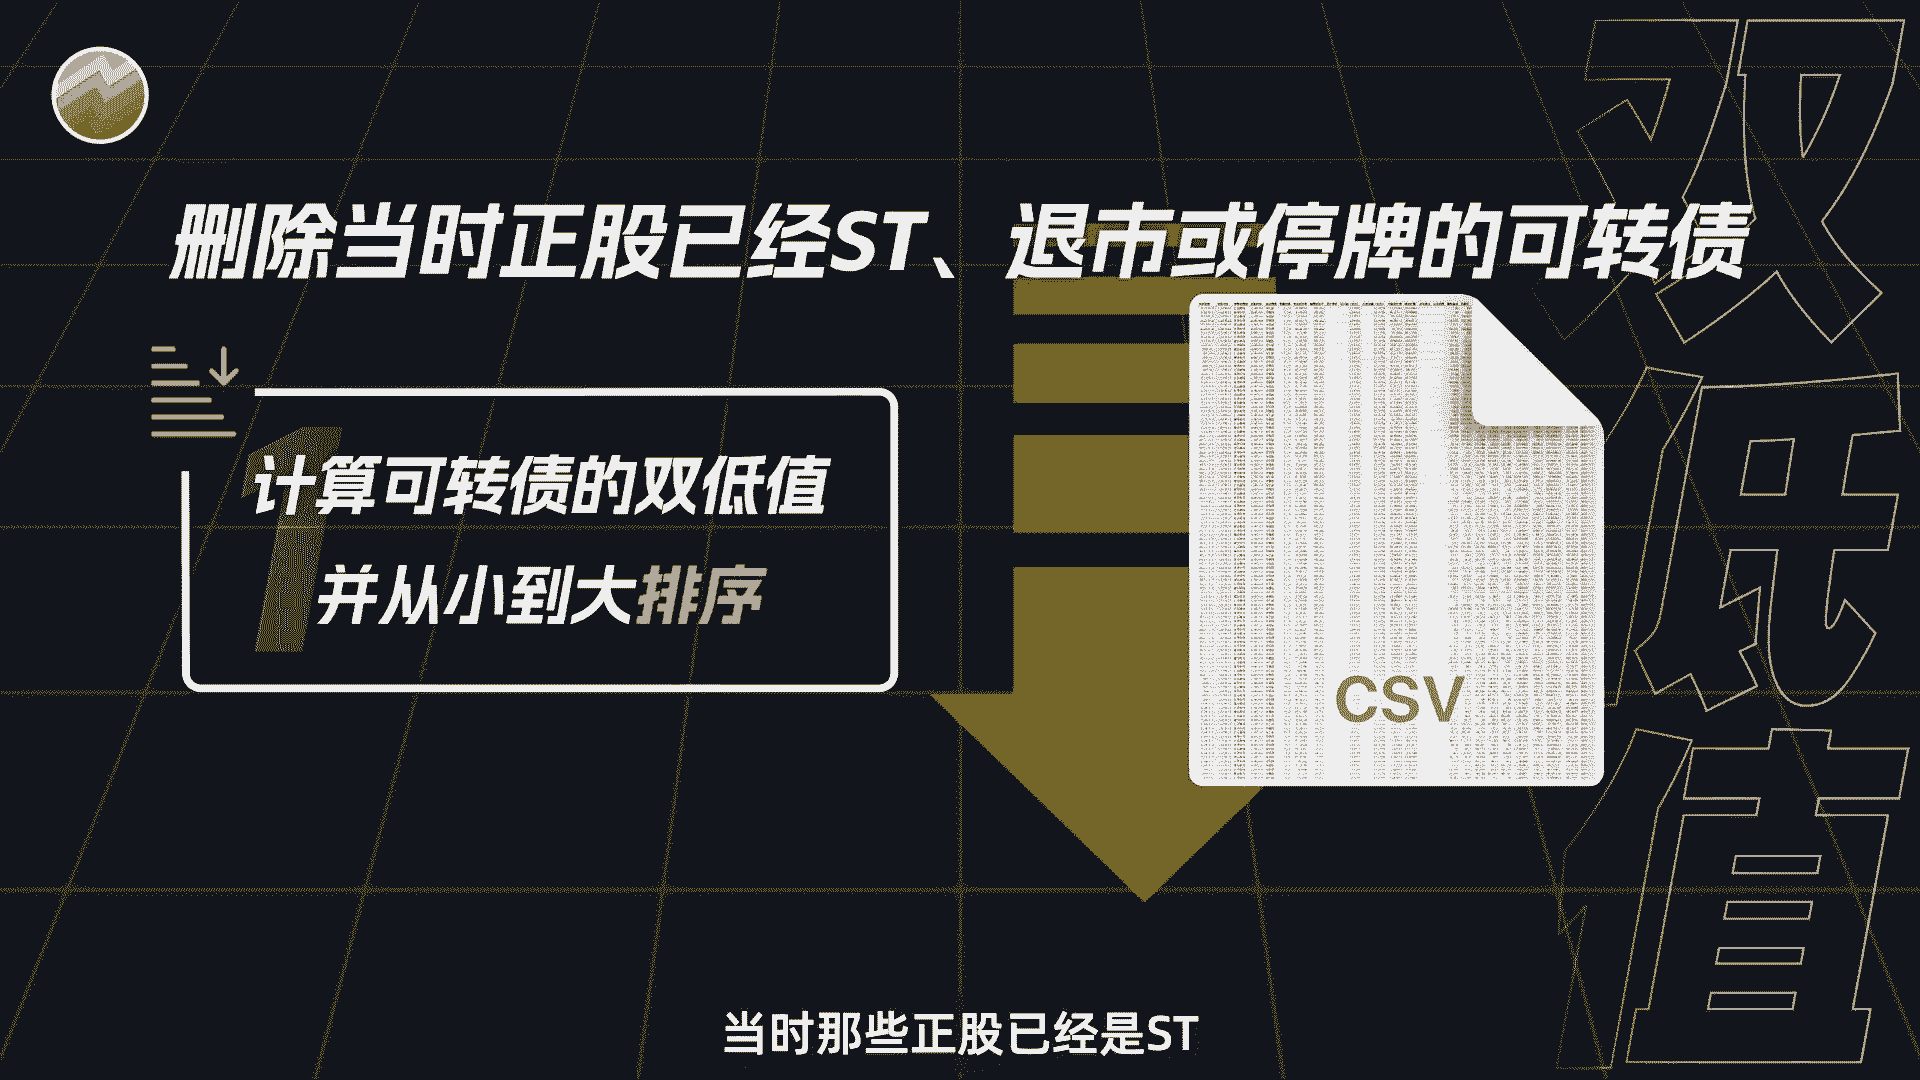 删除当时正股已经ST、退市或停牌的可转债
1
计算可转债的双低值
并从小到大排序
CSV
双低值
当时那些正股已经是ST